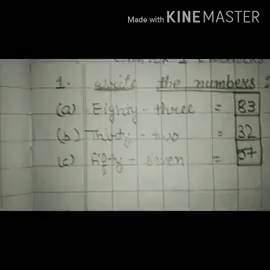 Made with KINEMASTER
1. write the numbers
(a) Eighty-three = 83
(b) Thirty-two = 32
(c) Fifty-seven = 57